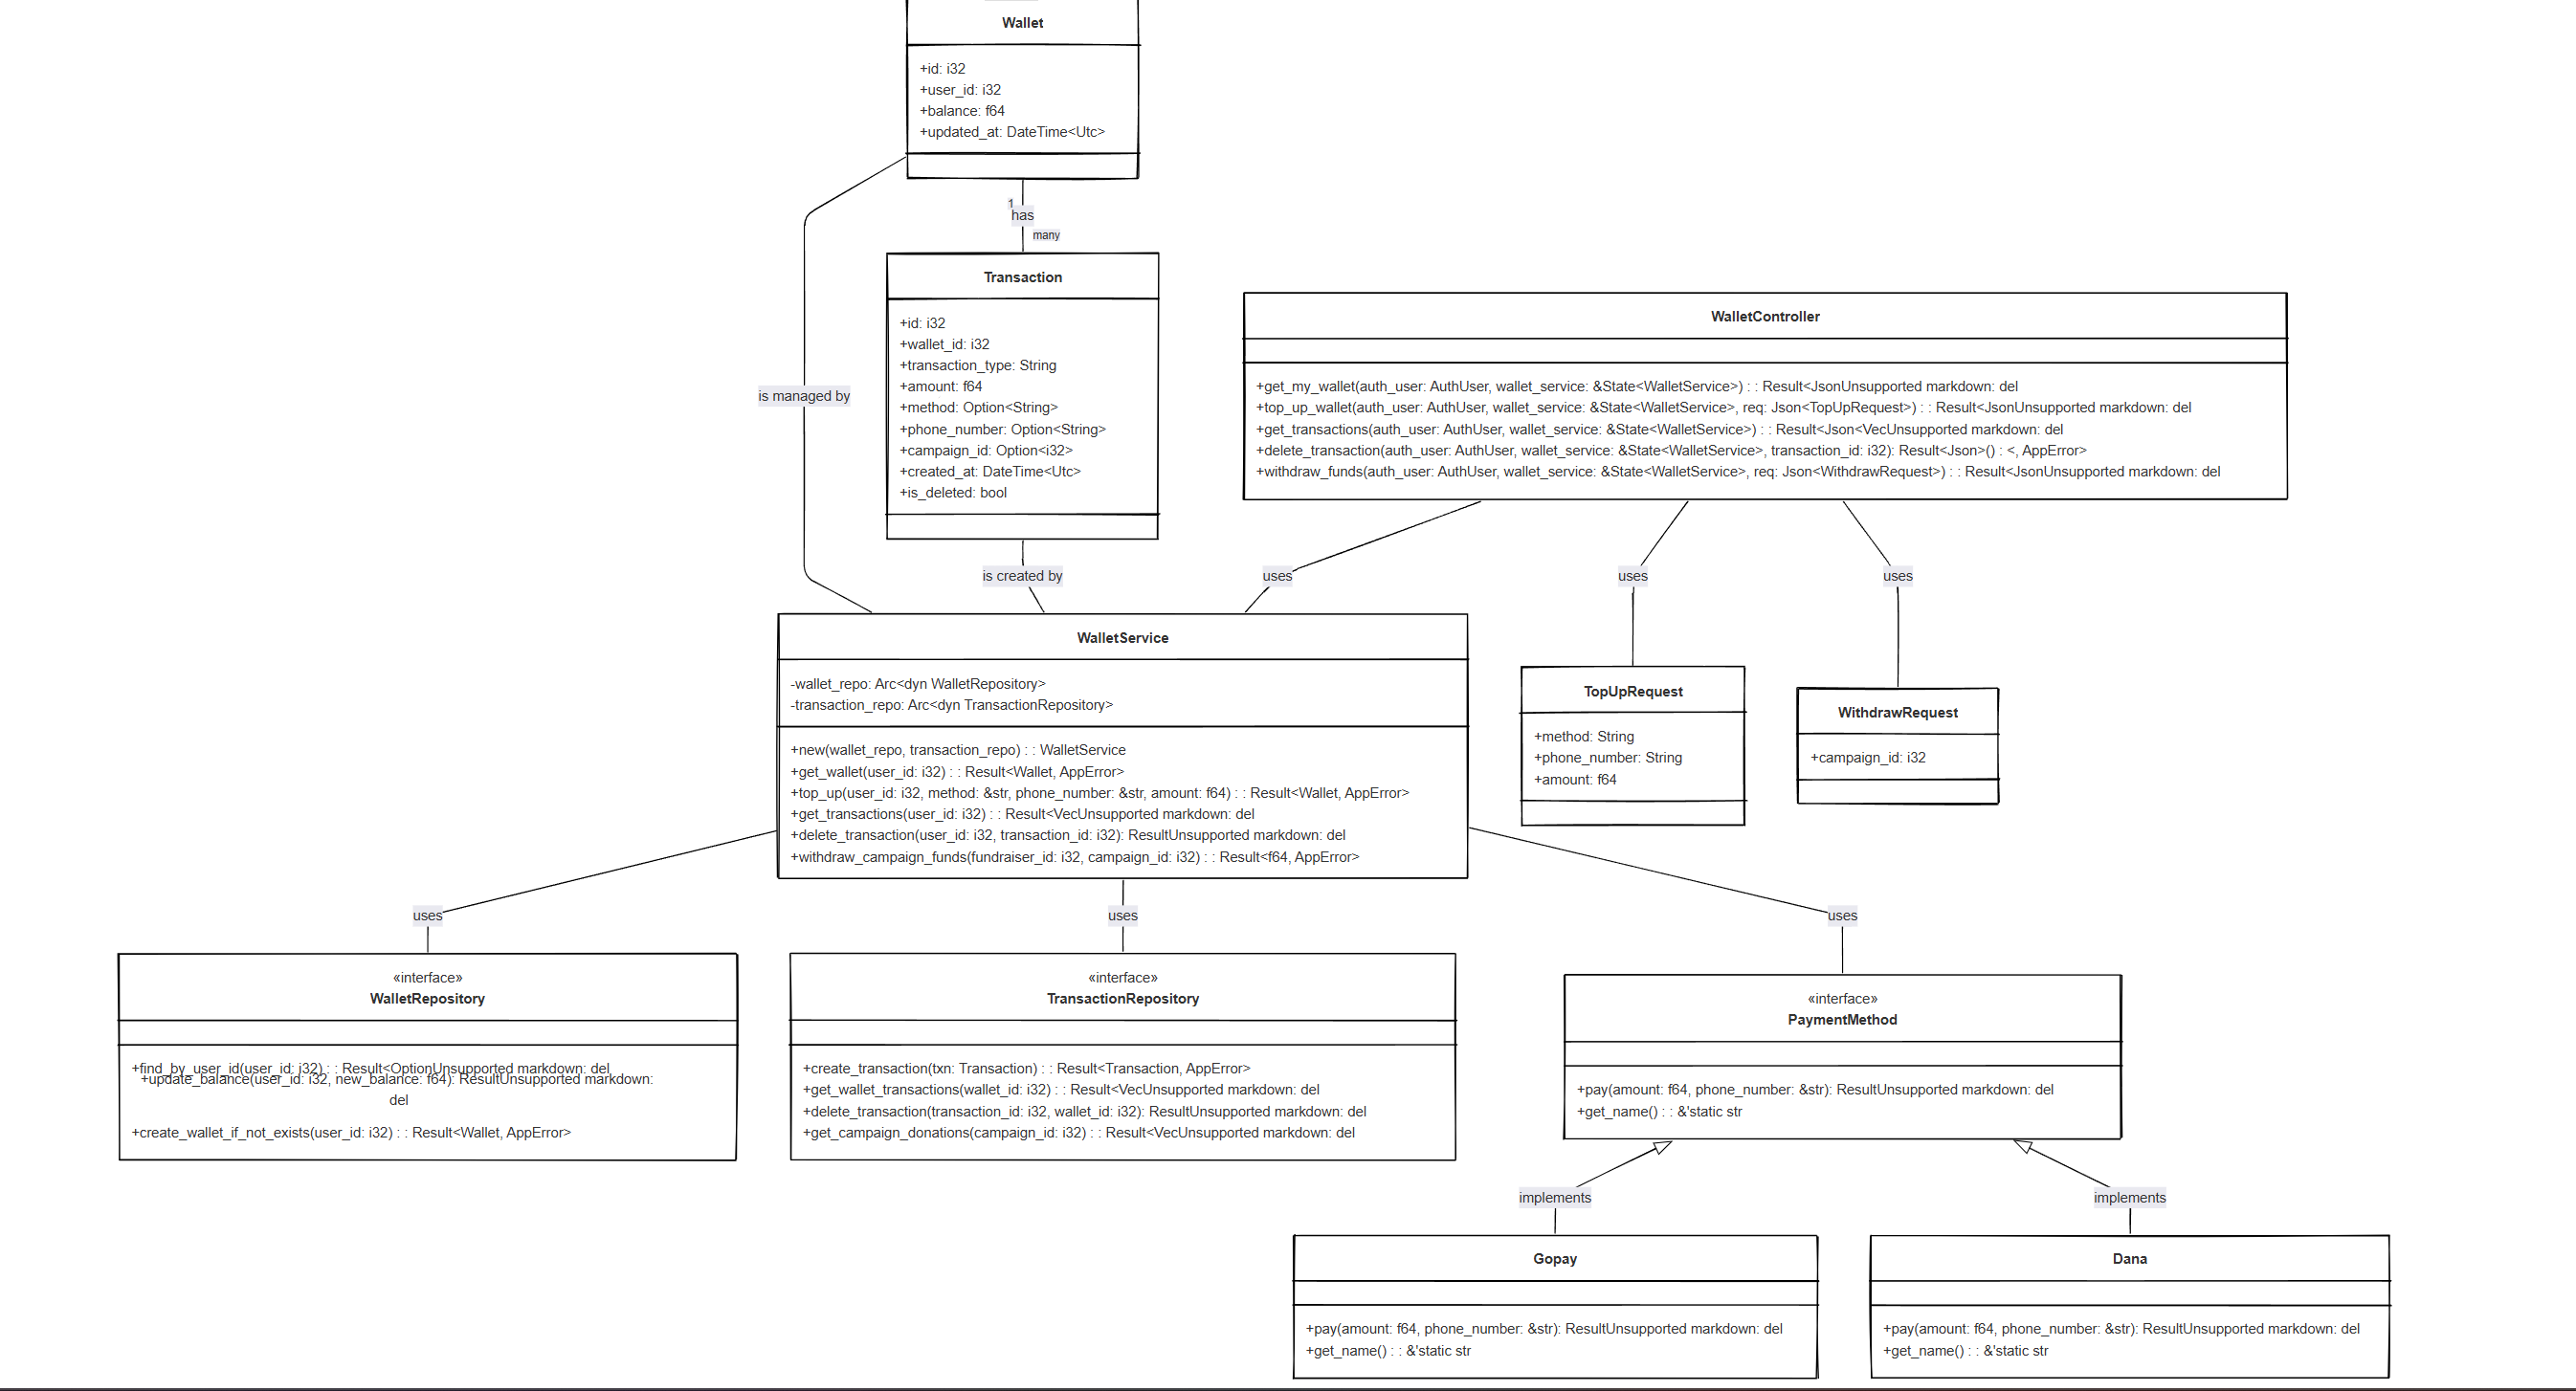 Wallet
+id: i32
+user_id: i32
+balance: f64
+updated_at: DateTime<Utc>
1
has
many
Transaction
+id: i32
+wallet_id: i32
+transaction_type: String
+amount: f64
+method: Option<String>
+phone_number: Option<String>
+campaign_id: Option<i32>
+created_at: DateTime<Utc>
+is_deleted: bool
WalletController
+get_my_wallet(auth_user: AuthUser, wallet_service: &State<WalletService>) : : Result<JsonUnsupported markdown: del
+top_up_wallet(auth_user: AuthUser, wallet_service: &State<WalletService>, req: Json<TopUpRequest>) : : Result<JsonUnsupported markdown: del
+get_transactions(auth_user: AuthUser, wallet_service: &State<WalletService>) : : Result<Json<VecUnsupported markdown: del
+delete_transaction(auth_user: AuthUser, wallet_service: &State<WalletService>, transaction_id: i32): Result<Json>() : <, AppError>
+withdraw_funds(auth_user: AuthUser, wallet_service: &State<WalletService>, req: Json<WithdrawRequest>) : : Result<JsonUnsupported markdown: del
is managed by
is created by
uses
uses
uses
WalletService
-wallet_repo: Arc<dyn WalletRepository>
-transaction_repo: Arc<dyn TransactionRepository>
+new(wallet_repo, transaction_repo) : : WalletService
+get_wallet(user_id: i32) : : Result<Wallet, AppError>
+top_up(user_id: i32, method: &str, phone_number: &str, amount: f64) : : Result<Wallet, AppError>
+get_transactions(user_id: i32) : : Result<VecUnsupported markdown: del
+delete_transaction(user_id: i32, transaction_id: i32): ResultUnsupported markdown: del
+withdraw_campaign_funds(fundraiser_id: i32, campaign_id: i32) : : Result<f64, AppError>
TopUpRequest
+method: String
+phone_number: String
+amount: f64
WithdrawRequest
+campaign_id: i32
uses
uses
uses
«interface»
WalletRepository
+find_by_user_id(user_id: i32) : : Result<OptionUnsupported markdown: del
+update_balance(user_id: i32, new_balance: f64): ResultUnsupported markdown:
del
+create_wallet_if_not_exists(user_id: i32) : : Result<Wallet, AppError>
«interface»
TransactionRepository
+create_transaction(txn: Transaction) : : Result<Transaction, AppError>
+get_wallet_transactions(wallet_id: i32) : : Result<VecUnsupported markdown: del
+delete_transaction(transaction_id: i32, wallet_id: i32): ResultUnsupported markdown: del
+get_campaign_donations(campaign_id: i32) : : Result<VecUnsupported markdown: del
«interface»
PaymentMethod
+pay(amount: f64, phone_number: &str): ResultUnsupported markdown: del
+get_name() : : &'static str
implements
implements
Gopay
+pay(amount: f64, phone_number: &str): ResultUnsupported markdown: del
+get_name() : : &'static str
Dana
+pay(amount: f64, phone_number: &str): ResultUnsupported markdown: del
+get_name() : : &'static str